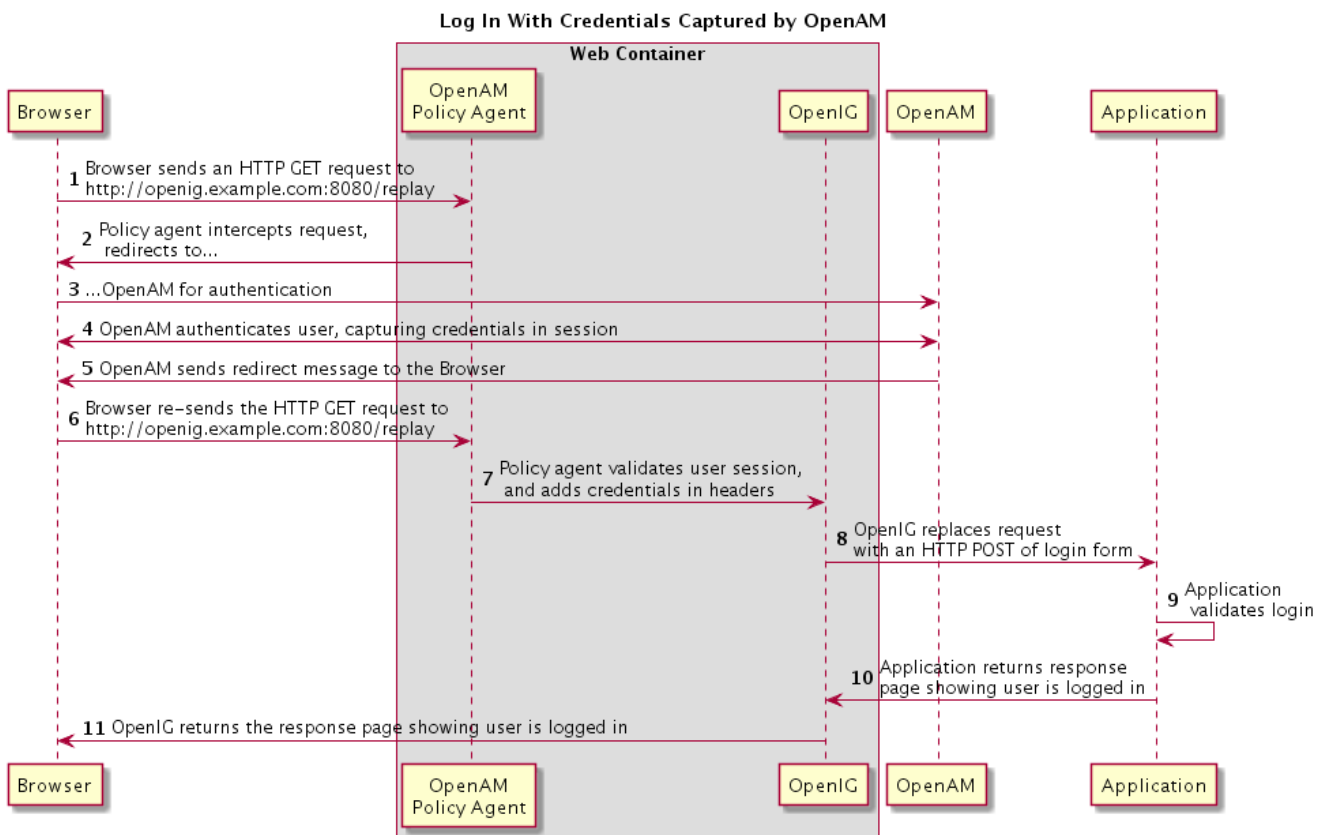 Log In With Credentials Captured by OpenAM
Web Container
Browser
OpenAM
Policy Agent
OpenIG
OpenAM
Application
1 Browser sends an HTTP GET request to
http://openig.example.com:8080/replay
2 Policy agent intercepts request,
redirects to...
3 ...OpenAM for authentication
4 OpenAM authenticates user, capturing credentials in session
5 OpenAM sends redirect message to the Browser
6 Browser re-sends the HTTP GET request to
http://openig.example.com:8080/replay
7 Policy agent validates user session,
and adds credentials in headers
8 OpenIG replaces request
with an HTTP POST of login form
9 Application
validates login
10 Application returns response
page showing user is logged in
11 OpenIG returns the response page showing user is logged in
Browser
OpenAM
Policy Agent
OpenIG
OpenAM
Application